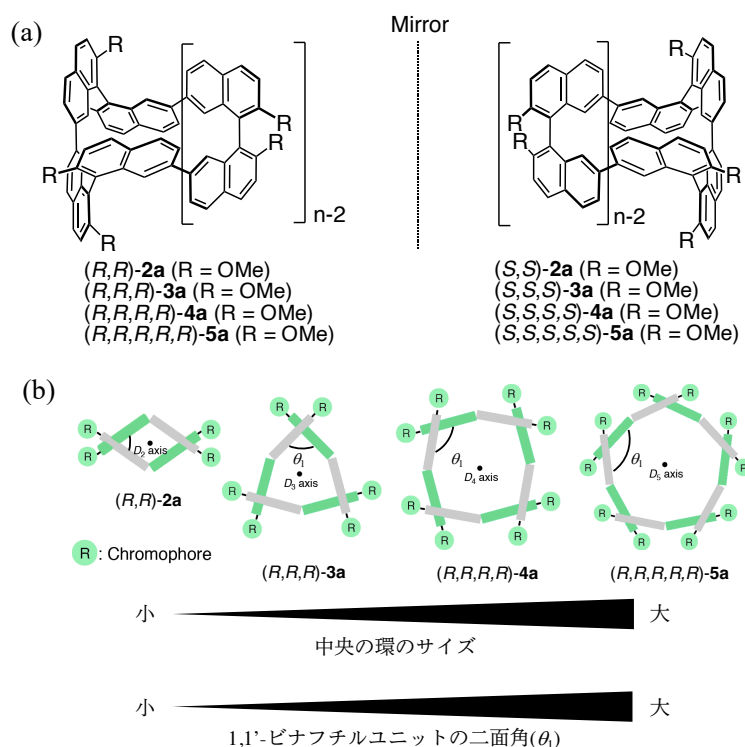 (a)
Mirror
R
R
R
R
R
R
n-2
R
R
R
R
R
R
n-2
(R,R)-2a (R = OMe)
(R,R,R)-3a (R = OMe)
(R,R,R,R)-4a (R = OMe)
(R,R,R,R,R)-5a (R = OMe)
(S,S)-2a (R = OMe)
(S,S,S)-3a (R = OMe)
(S,S,S,S)-4a (R = OMe)
(S,S,S,S,S)-5a (R = OMe)
(b)
R
R
R
R
D2 axis
(R,R)-2a
R
R
R
R
R
R
θ1
D3 axis
(R,R,R)-3a
R
R
R
R
R
R
R
R
θ1
D4 axis
(R,R,R,R)-4a
R
R
R
R
R
R
R
R
R
R
θ1
D5 axis
(R,R,R,R,R)-5a
R : Chromophore
小
大
中央の環のサイズ
小
大
1,1'-ビナフチルユニットの二面角(θ1)